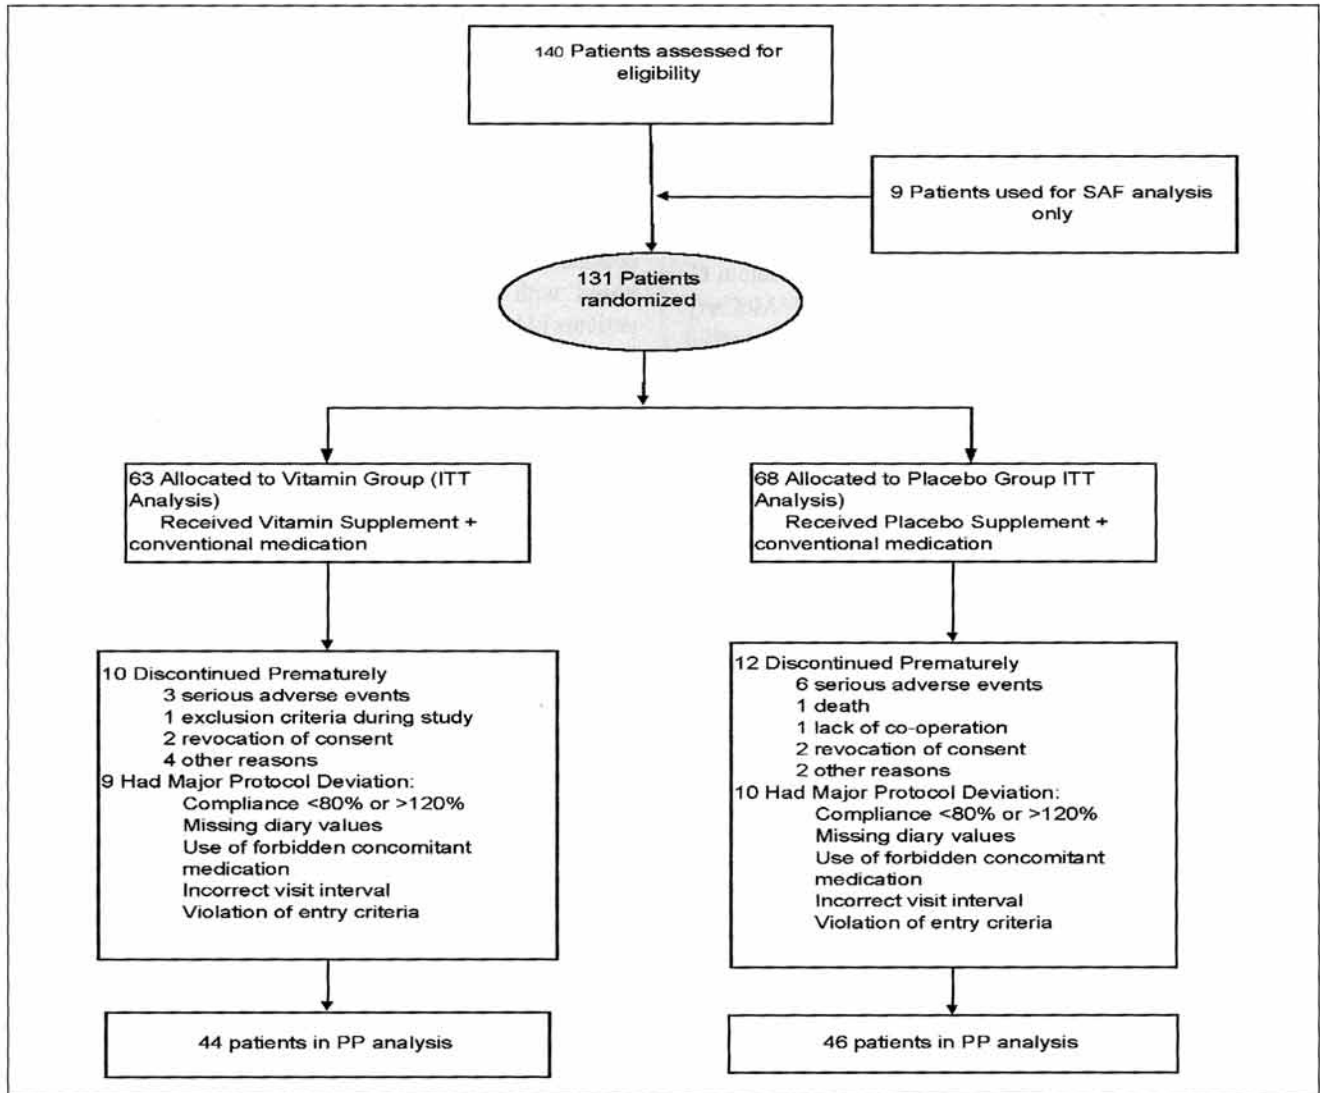 140 Patients assessed for
eligibility
9 Patients used for SAF analysis
only
131 Patients
randomized
63 Allocated to Vitamin Group (ITT
Analysis)
Received Vitamin Supplement +
conventional medication
68 Allocated to Placebo Group ITT
Analysis)
Received Placebo Supplement +
conventional medication
10 Discontinued Prematurely
3 serious adverse events
1 exclusion criteria during study
2 revocation of consent
4 other reasons
9 Had Major Protocol Deviation:
Compliance <80% or >120%
Missing diary values
Use of forbidden concomitant
medication
Incorrect visit interval
Violation of entry criteria
12 Discontinued Prematurely
6 serious adverse events
1 death
1 lack of co-operation
2 revocation of consent
2 other reasons
10 Had Major Protocol Deviation:
Compliance <80% or >120%
Missing diary values
Use of forbidden concomitant
medication
Incorrect visit interval
Violation of entry criteria
44 patients in PP analysis
46 patients in PP analysis